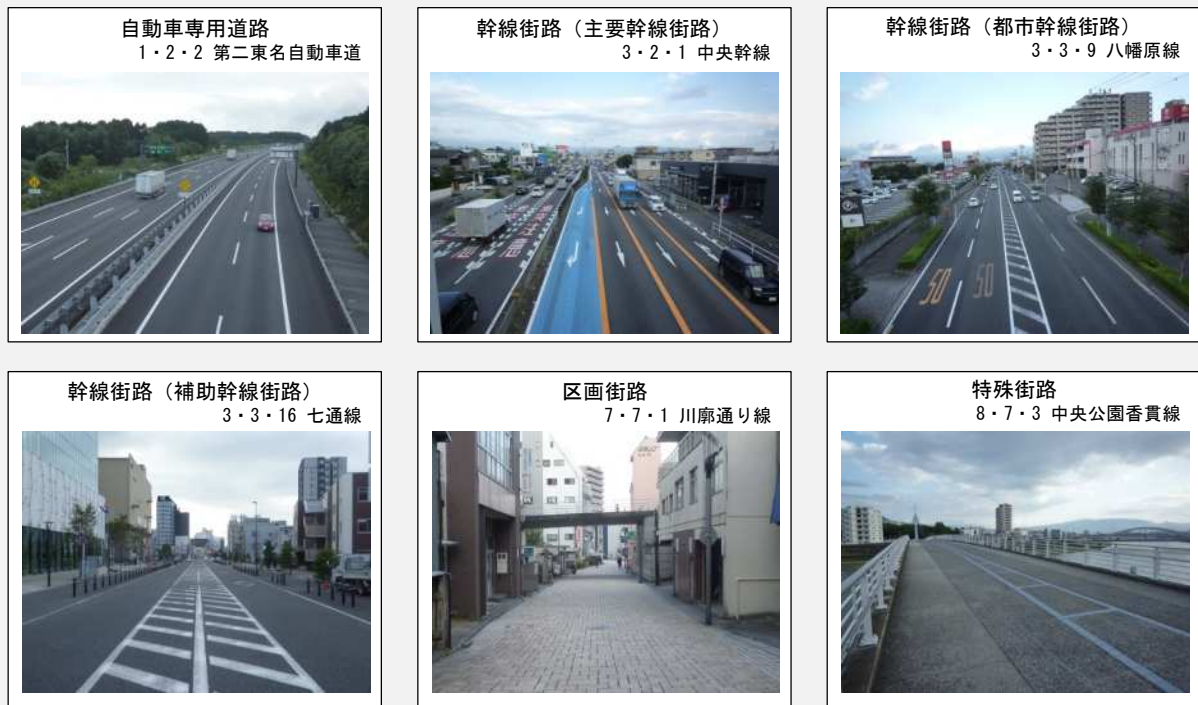 自動車専用道路
1・2・2 第二東名自動車道
幹線街路（主要幹線街路）
3・2・1 中央幹線
幹線街路（都市幹線街路）
3・3・9 八幡原線
50
50
幹線街路（補助幹線街路）
3・3・16 七通線
区画街路
7・7・1 川廓通り線
特殊街路
8・7・3 中央公園香貫線